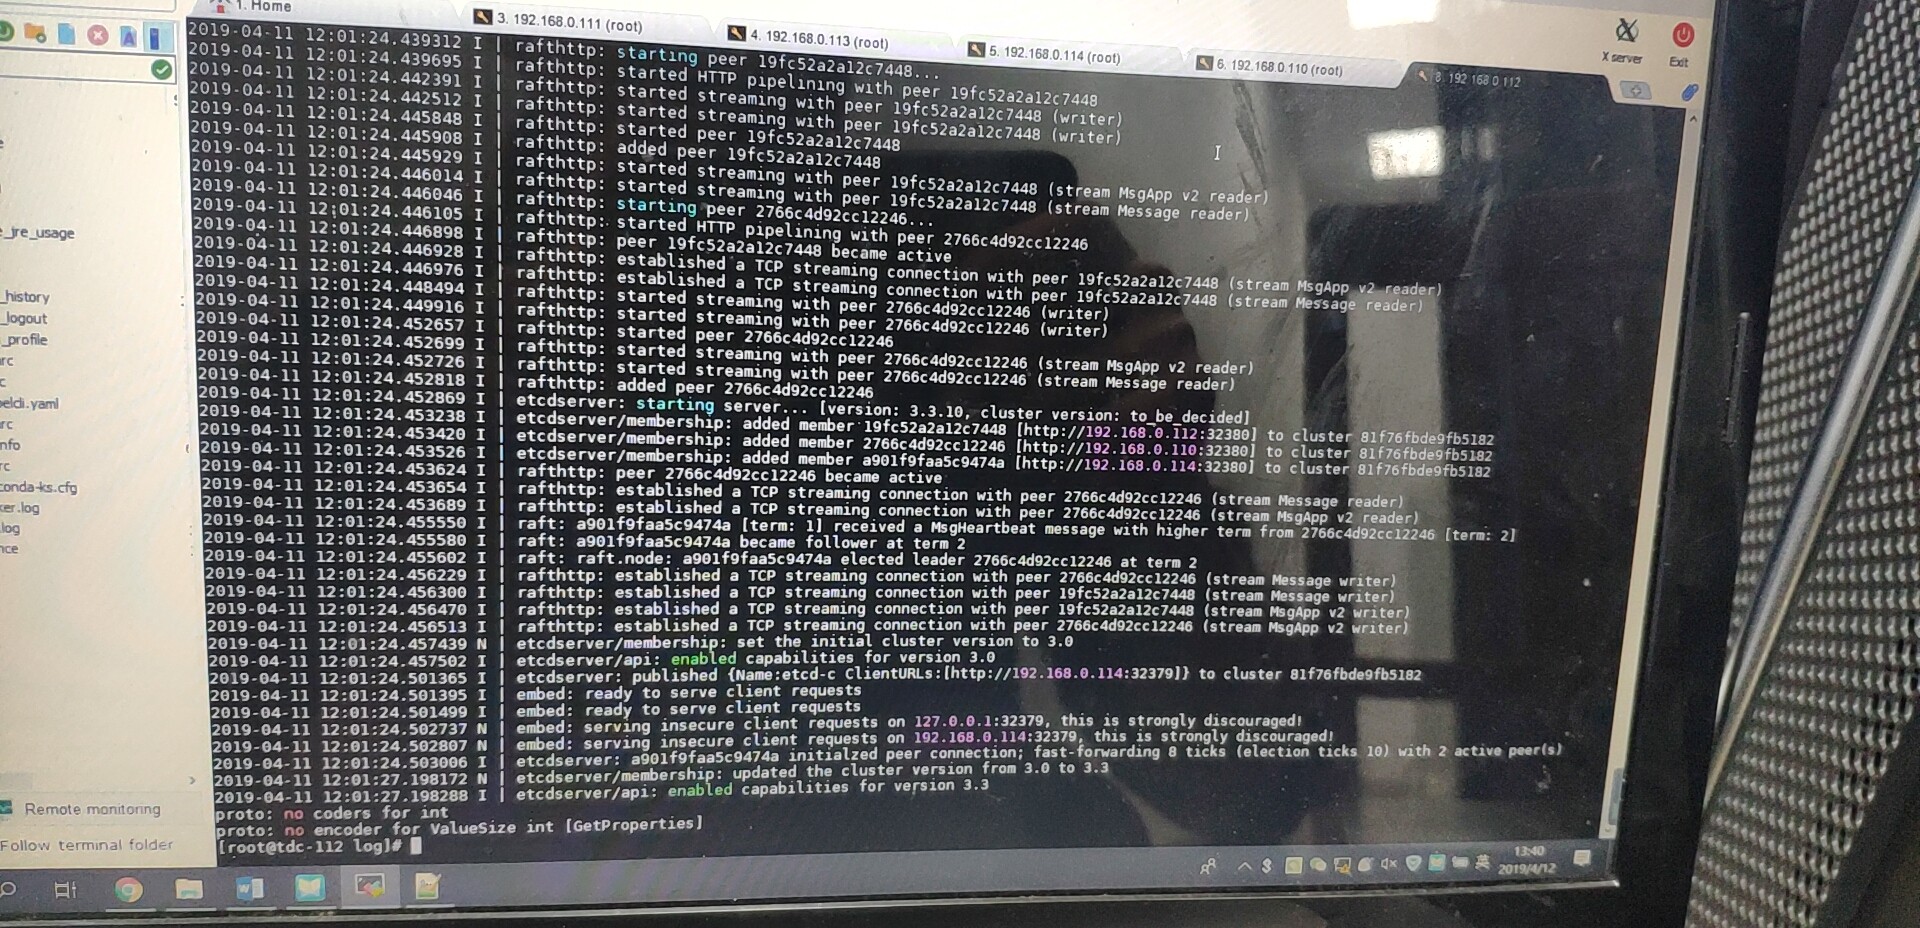 1. Home
3. 192.168.0.111 (root)
4. 192.168.0.113 (root)
5. 192.168.0.114 (root)
6. 192.168.0.110 (root)
8. 192.168.0.112
X server
Exit
_jre_usage
_history
_logout
_profile
rc
c
eldi.yaml
rc
nfo
rc
conda-ks.cfg
ker.log
.log
nce
Remote monitoring
Follow terminal folder
2019-04-11 12:01:24.439312 I | rafthttp: starting peer 19fc52a2a12c7448...
2019-04-11 12:01:24.439695 I | rafthttp: started HTTP pipelining with peer 19fc52a2a12c7448
2019-04-11 12:01:24.442391 I | rafthttp: started streaming with peer 19fc52a2a12c7448 (writer)
2019-04-11 12:01:24.442512 I | rafthttp: started streaming with peer 19fc52a2a12c7448 (writer)
2019-04-11 12:01:24.445848 I | rafthttp: started peer 19fc52a2a12c7448
2019-04-11 12:01:24.445908 I | rafthttp: added peer 19fc52a2a12c7448
2019-04-11 12:01:24.445929 I | rafthttp: started streaming with peer 19fc52a2a12c7448 (stream MsgApp v2 reader)
2019-04-11 12:01:24.446014 I | rafthttp: started streaming with peer 19fc52a2a12c7448 (stream Message reader)
2019-04-11 12:01:24.446046 I | rafthttp: starting peer 2766c4d92cc12246...
2019-04-11 12:01:24.446105 I | rafthttp: started HTTP pipelining with peer 2766c4d92cc12246
2019-04-11 12:01:24.446898 I | rafthttp: peer 19fc52a2a12c7448 became active
2019-04-11 12:01:24.446928 I | rafthttp: established a TCP streaming connection with peer 19fc52a2a12c7448 (stream MsgApp v2 reader)
2019-04-11 12:01:24.446976 I | rafthttp: established a TCP streaming connection with peer 19fc52a2a12c7448 (stream Message reader)
2019-04-11 12:01:24.448494 I | rafthttp: started streaming with peer 2766c4d92cc12246 (writer)
2019-04-11 12:01:24.449916 I | rafthttp: started streaming with peer 2766c4d92cc12246 (writer)
2019-04-11 12:01:24.452657 I | rafthttp: started peer 2766c4d92cc12246
2019-04-11 12:01:24.452699 I | rafthttp: started streaming with peer 2766c4d92cc12246 (stream MsgApp v2 reader)
2019-04-11 12:01:24.452726 I | rafthttp: started streaming with peer 2766c4d92cc12246 (stream Message reader)
2019-04-11 12:01:24.452818 I | rafthttp: added peer 2766c4d92cc12246
2019-04-11 12:01:24.452869 I | etcdserver: starting server... [version: 3.3.10, cluster version: to_be_decided]
2019-04-11 12:01:24.453238 I | etcdserver/membership: added member 19fc52a2a12c7448 [http://192.168.0.112:32380] to cluster 81f76fbde9fb5182
2019-04-11 12:01:24.453420 I | etcdserver/membership: added member 2766c4d92cc12246 [http://192.168.0.110:32380] to cluster 81f76fbde9fb5182
2019-04-11 12:01:24.453526 I | etcdserver/membership: added member a901f9faa5c9474a [http://192.168.0.114:32380] to cluster 81f76fbde9fb5182
2019-04-11 12:01:24.453624 I | rafthttp: peer 2766c4d92cc12246 became active
2019-04-11 12:01:24.453654 I | rafthttp: established a TCP streaming connection with peer 2766c4d92cc12246 (stream Message reader)
2019-04-11 12:01:24.453689 I | rafthttp: established a TCP streaming connection with peer 2766c4d92cc12246 (stream MsgApp v2 reader)
2019-04-11 12:01:24.455550 I | raft: a901f9faa5c9474a [term: 1] received a MsgHeartbeat message with higher term from 2766c4d92cc12246 [term: 2]
2019-04-11 12:01:24.455580 I | raft: a901f9faa5c9474a became follower at term 2
2019-04-11 12:01:24.455602 I | raft: raft.node: a901f9faa5c9474a elected leader 2766c4d92cc12246 at term 2
2019-04-11 12:01:24.456229 I | rafthttp: established a TCP streaming connection with peer 2766c4d92cc12246 (stream Message writer)
2019-04-11 12:01:24.456300 I | rafthttp: established a TCP streaming connection with peer 19fc52a2a12c7448 (stream Message writer)
2019-04-11 12:01:24.456470 I | rafthttp: established a TCP streaming connection with peer 19fc52a2a12c7448 (stream MsgApp v2 writer)
2019-04-11 12:01:24.456513 I | rafthttp: established a TCP streaming connection with peer 2766c4d92cc12246 (stream MsgApp v2 writer)
2019-04-11 12:01:24.457439 N | etcdserver/membership: set the initial cluster version to 3.0
2019-04-11 12:01:24.457502 I | etcdserver/api: enabled capabilities for version 3.0
2019-04-11 12:01:24.501365 I | etcdserver: published {Name:etcd-c ClientURLs:[http://192.168.0.114:32379]} to cluster 81f76fbde9fb5182
2019-04-11 12:01:24.501395 I | embed: ready to serve client requests
2019-04-11 12:01:24.501499 I | embed: ready to serve client requests
2019-04-11 12:01:24.502737 N | embed: serving insecure client requests on 127.0.0.1:32379, this is strongly discouraged!
2019-04-11 12:01:24.502807 N | embed: serving insecure client requests on 192.168.0.114:32379, this is strongly discouraged!
2019-04-11 12:01:24.503006 I | etcdserver: a901f9faa5c9474a initialzed peer connection; fast-forwarding 8 ticks (election ticks 10) with 2 active peer(s)
2019-04-11 12:01:27.198172 N | etcdserver/membership: updated the cluster version from 3.0 to 3.3
2019-04-11 12:01:27.198288 I | etcdserver/api: enabled capabilities for version 3.3
proto: no coders for int
proto: no encoder for ValueSize int [GetProperties]
[root@tdc-112 log]#
英
13:40
2019/4/12